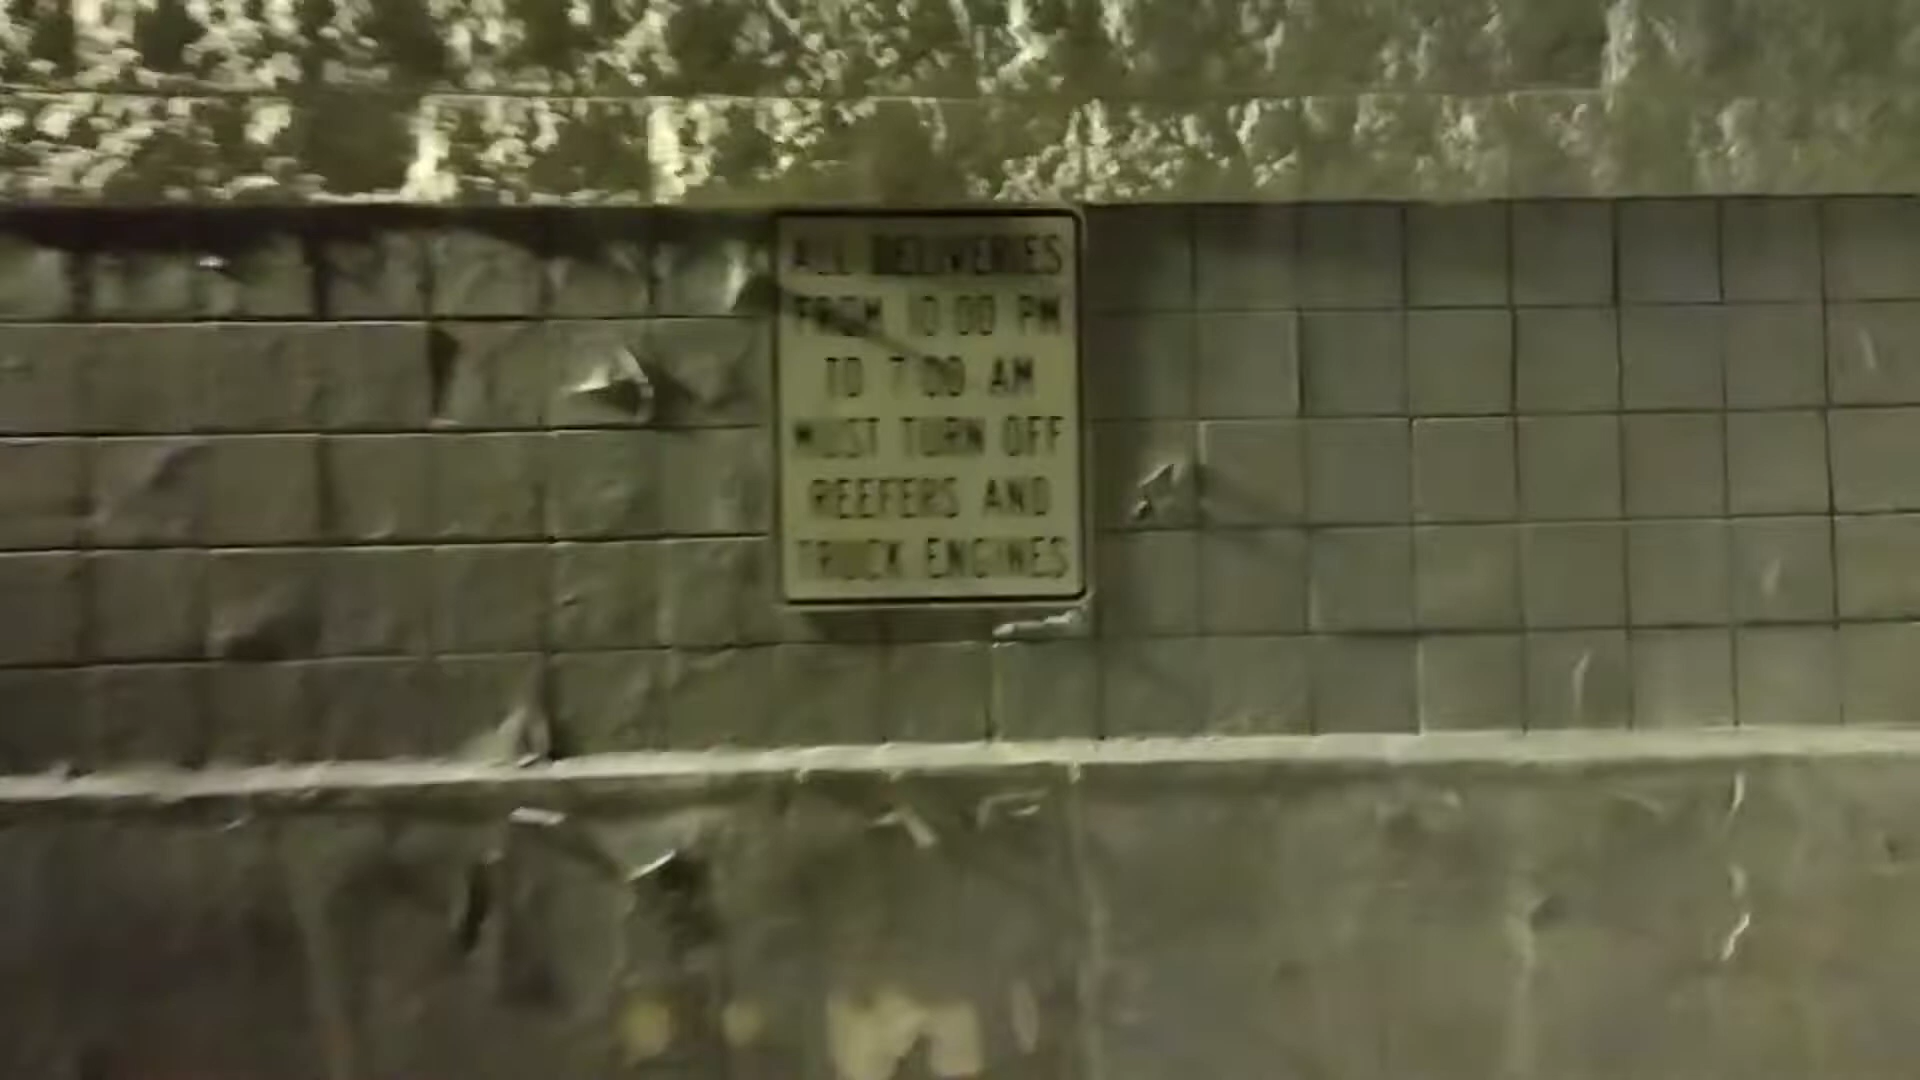 ALL DELIVERIES
FROM 10:00 PM
TO 7:00 AM
MUST TURN OFF
REEFERS AND
TRUCK ENGINES